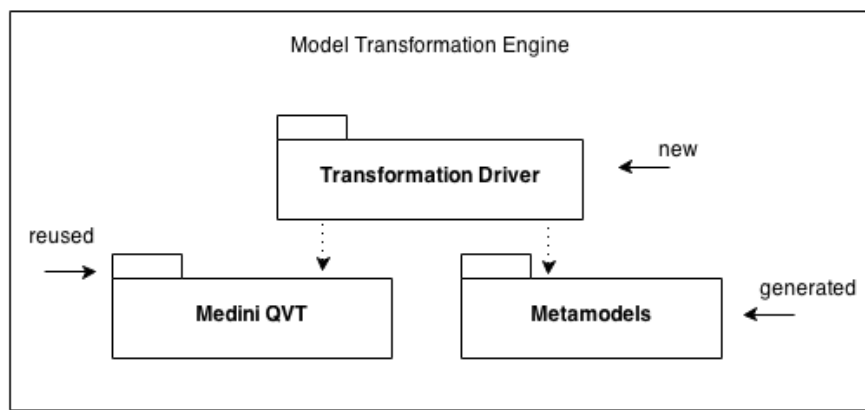 Model Transformation Engine
Transformation Driver
new
reused
Medini QVT
Metamodels
generated